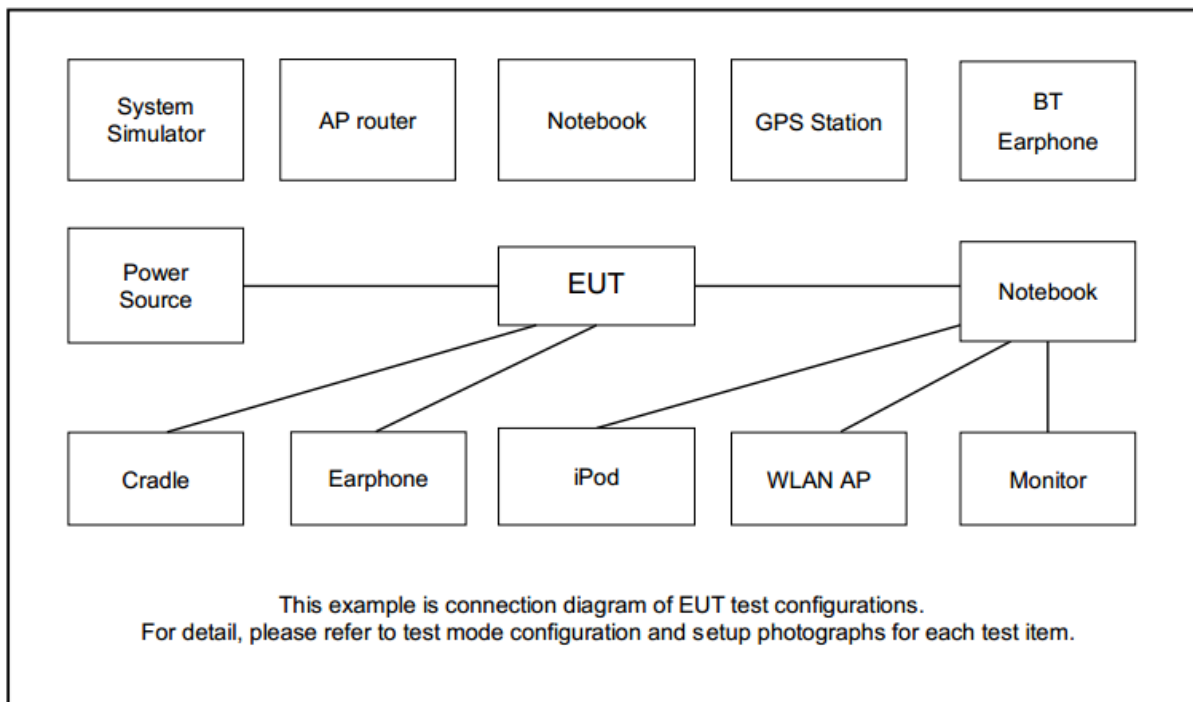 System
Simulator
AP router
Notebook
GPS Station
BT
Earphone
Power
Source
EUT
Notebook
Cradle
Earphone
iPod
WLAN AP
Monitor
This example is connection diagram of EUT test configurations.
For detail, please refer to test mode configuration and setup photographs for each test item.